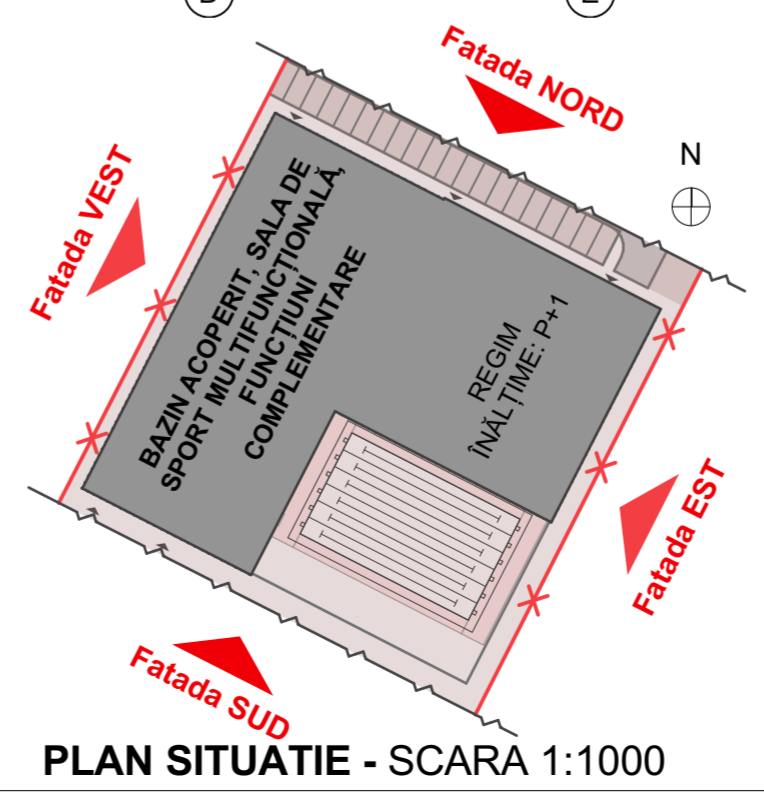 Fatada NORD
N
Fatada VEST
BAZIN ACOPERIT, SALA DE
SPORT MULTIFUNCȚIONALĂ,
FUNCȚIUNI
COMPLEMENTARE
REGIM
ÎNĂLȚIME: P+1
Fatada EST
Fatada SUD
PLAN SITUATIE - SCARA 1:1000